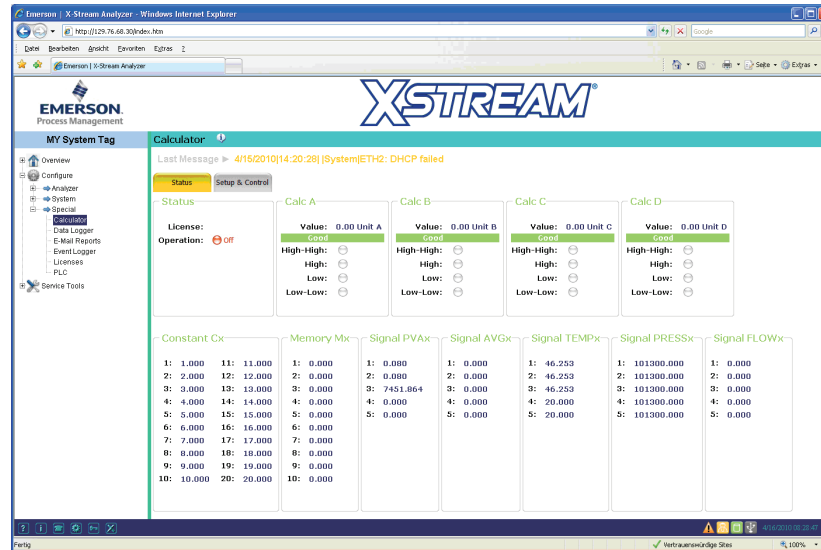 Emerson | X-Stream Analyzer - Windows Internet Explorer
http://129.76.68.30/index.htm
Google
Datei Bearbeiten Ansicht Favoriten Extras ?
Emerson | X-Stream Analyzer
Seite Extras
EMERSON.
Process Management
XSTREAM®
MY System Tag
Calculator
Last Message ► 4/15/2010|14:20:28| |System|ETH2: DHCP failed
Overview
Configure
Analyzer
System
Special
Calculator
Data Logger
E-Mail Reports
Event Logger
Licenses
PLC
Service Tools
Status Setup & Control
Status
License:
Operation: Off
Calc A
Value: 0.00 Unit A
Good
High-High:
High:
Low:
Low-Low:
Calc B
Value: 0.00 Unit B
Good
High-High:
High:
Low:
Low-Low:
Calc C
Value: 0.00 Unit C
Good
High-High:
High:
Low:
Low-Low:
Calc D
Value: 0.00 Unit D
Good
High-High:
High:
Low:
Low-Low:
Constant Cx
1: 1.000 11: 11.000
2: 2.000 12: 12.000
3: 3.000 13: 13.000
4: 4.000 14: 14.000
5: 5.000 15: 15.000
6: 6.000 16: 16.000
7: 7.000 17: 17.000
8: 8.000 18: 18.000
9: 9.000 19: 19.000
10: 10.000 20: 20.000
Memory Mx
1: 0.000
2: 0.000
3: 0.000
4: 0.000
5: 0.000
6: 0.000
7: 0.000
8: 0.000
9: 0.000
10: 0.000
Signal PVAx
1: 0.080
2: 0.080
3: 7451.864
4: 0.000
5: 0.000
Signal AVGx
1: 0.000
2: 0.000
3: 0.000
4: 0.000
5: 0.000
Signal TEMPx
1: 46.253
2: 46.253
3: 46.253
4: 20.000
5: 20.000
Signal PRESSx
1: 101300.000
2: 101300.000
3: 101300.000
4: 101300.000
5: 101300.000
Signal FLOWx
1: 0.000
2: 0.000
3: 0.000
4: 0.000
5: 0.000
4/16/2010 00:28:47
Fertig
Vertrauenswürdige Sites
100%